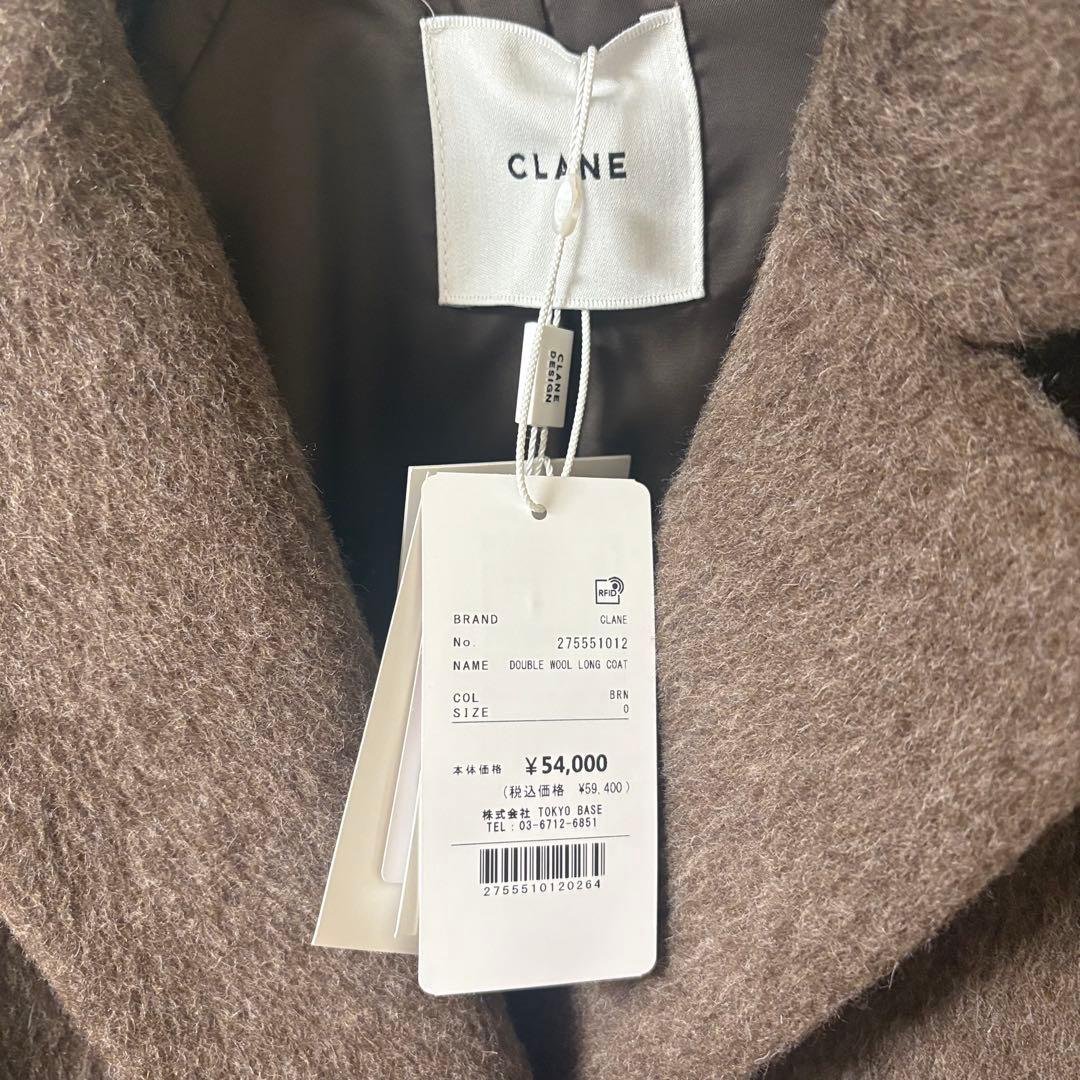 CLANE
CLANE
DESIGN
RFID
BRAND CLANE
No. 275551012
NAME DOUBLE WOOL LONG COAT
COL BRN
SIZE 0
本体価格 ¥54,000
(税込価格 ¥59,400)
株式会社 TOKYO BASE
TEL : 03-6712-6851
2755510120264